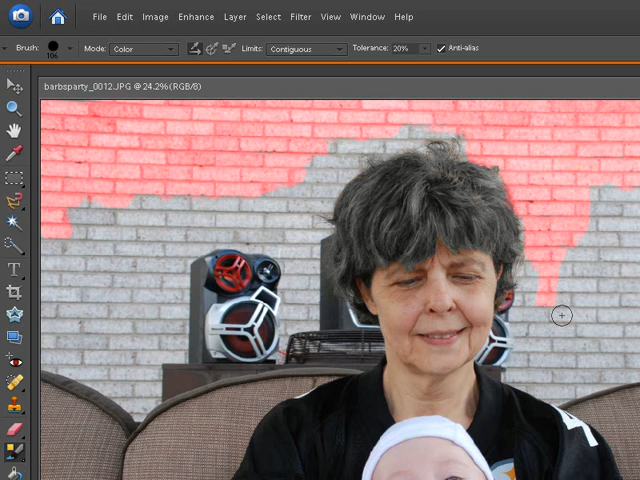 File Edit Image Enhance Layer Select Filter View Window Help
Brush: 106 Mode: Color Limits: Contiguous Tolerance: 20% Anti-alias
barbsparty_0012.JPG @ 24.2%(RGB/8)
T